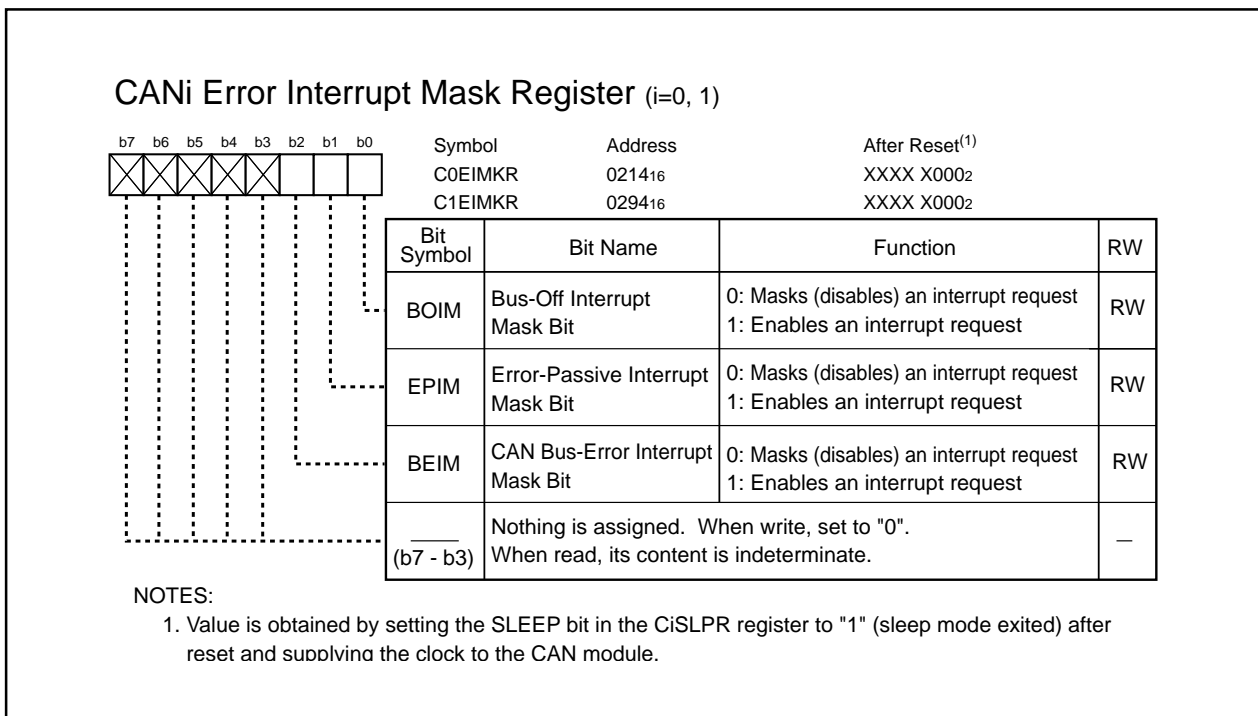 CANi Error Interrupt Mask Register (i=0, 1)
b7 b6 b5 b4 b3 b2 b1 b0
Symbol Address After Reset(1)
C0EIMKR 021416 XXXX X0002
C1EIMKR 029416 XXXX X0002
Bit Symbol Bit Name Function RW
BOIM Bus-Off Interrupt Mask Bit 0: Masks (disables) an interrupt request
1: Enables an interrupt request RW
EPIM Error-Passive Interrupt Mask Bit 0: Masks (disables) an interrupt request
1: Enables an interrupt request RW
BEIM CAN Bus-Error Interrupt Mask Bit 0: Masks (disables) an interrupt request
1: Enables an interrupt request RW
(b7 - b3) Nothing is assigned. When write, set to "0".
When read, its content is indeterminate. —
NOTES:
1. Value is obtained by setting the SLEEP bit in the CiSLPR register to "1" (sleep mode exited) after
reset and supplying the clock to the CAN module.